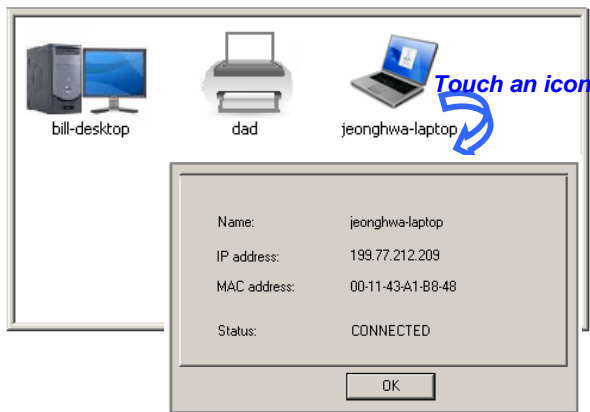 Touch an icon
bill-desktop dad jeonghwa-laptop
Name: jeonghwa-laptop
IP address: 199.77.212.209
MAC address: 00-11-43-A1-B8-48
Status: CONNECTED
OK